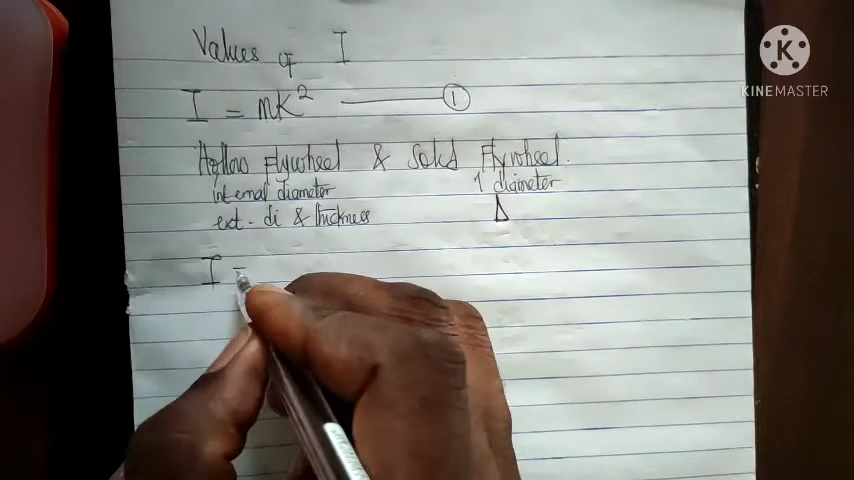 Values of I
I = mK² ——— ①
Hollow Flywheel & Solid Flywheel.
internal diameter 1 diameter
ext. di & thickness D
I =
KINEMASTER